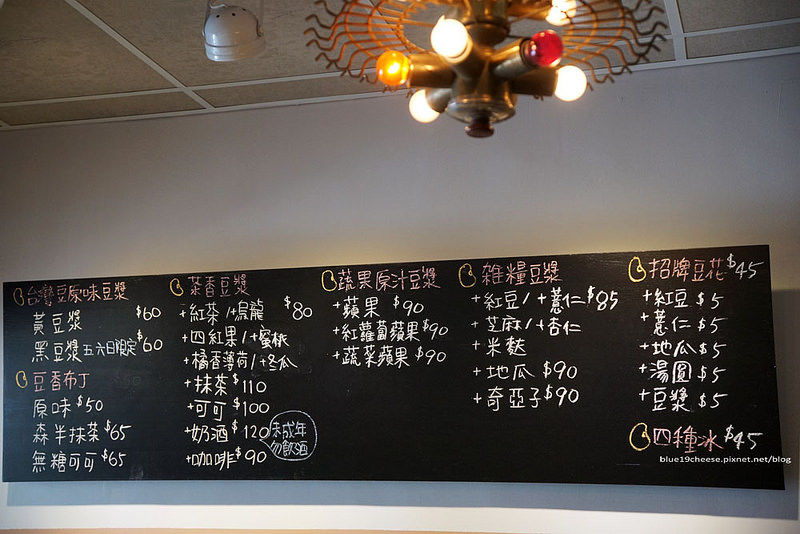 台灣豆原味豆漿
黃豆漿 $60
黑豆漿 五六日限定 $60
豆香布丁
原味 $50
森半抹茶 $65
無糖可可 $65
茶香豆漿
+紅茶/+烏龍 $80
+四紅果/+蜜桃
+橘香薄荷/+冬瓜
+抹茶 $110
+可可 $100
+奶酒 $120
未成年
勿飲酒
+咖啡 $90
蔬果原汁豆漿
+蘋果 $90
+紅蘿蔔蘋果 $90
+蔬菜蘋果 $90
雜糧豆漿
+紅豆/+薏仁 $85
+芝麻/+杏仁
+米麩
+地瓜 $90
+奇亞子 $90
招牌豆花 $45
+紅豆 $5
+薏仁 $5
+地瓜 $5
+湯圓 $5
+豆漿 $5
四種冰 $45
blue19cheese.pixnet.net/blog